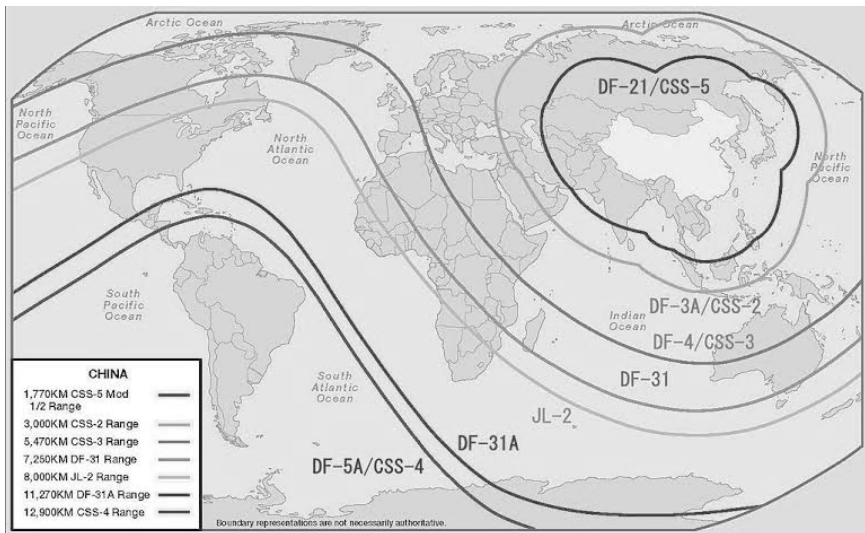 Arctic Ocean
Arctic Ocean
DF-21/CSS-5
North
Pacific
Ocean
North
Atlantic
Ocean
North
Pacific
Ocean
South
Pacific
Ocean
Indian
Ocean
DF-3A/CSS-2
DF-4/CSS-3
DF-31
South
Atlantic
Ocean
JL-2
DF-31A
DF-5A/CSS-4
CHINA
1,770KM CSS-5 Mod
1/2 Range
3,000KM CSS-2 Range
5,470KM CSS-3 Range
7,250KM DF-31 Range
8,000KM JL-2 Range
11,270KM DF-31A Range
12,900KM CSS-4 Range
Boundary representations are not necessarily authoritative.